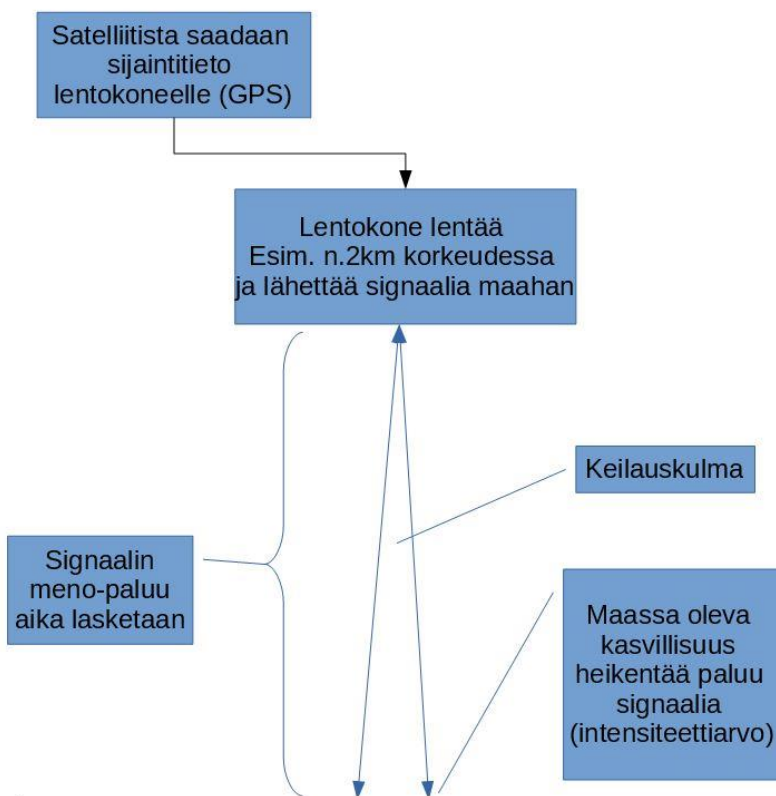 Satelliitista saadaan
sijaintitieto
lentokoneelle (GPS)
Lentokone lentää
Esim. n.2km korkeudessa
ja lähettää signaalia maahan
Keilauskulma
Signaalin
meno-paluu
aika lasketaan
Maassa oleva
kasvillisuus
heikentää paluu
signaalia
(intensiteettiarvo)